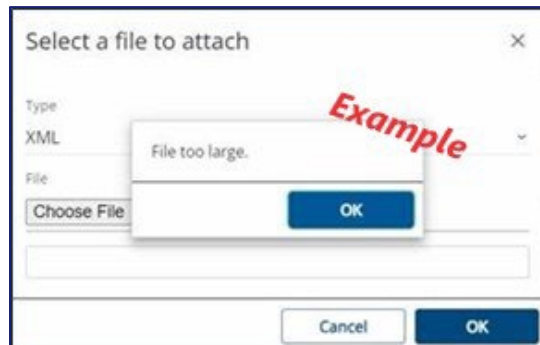 Select a file to attach ×
Type
Example
XML
File too large.
File
Choose File
OK
Cancel OK